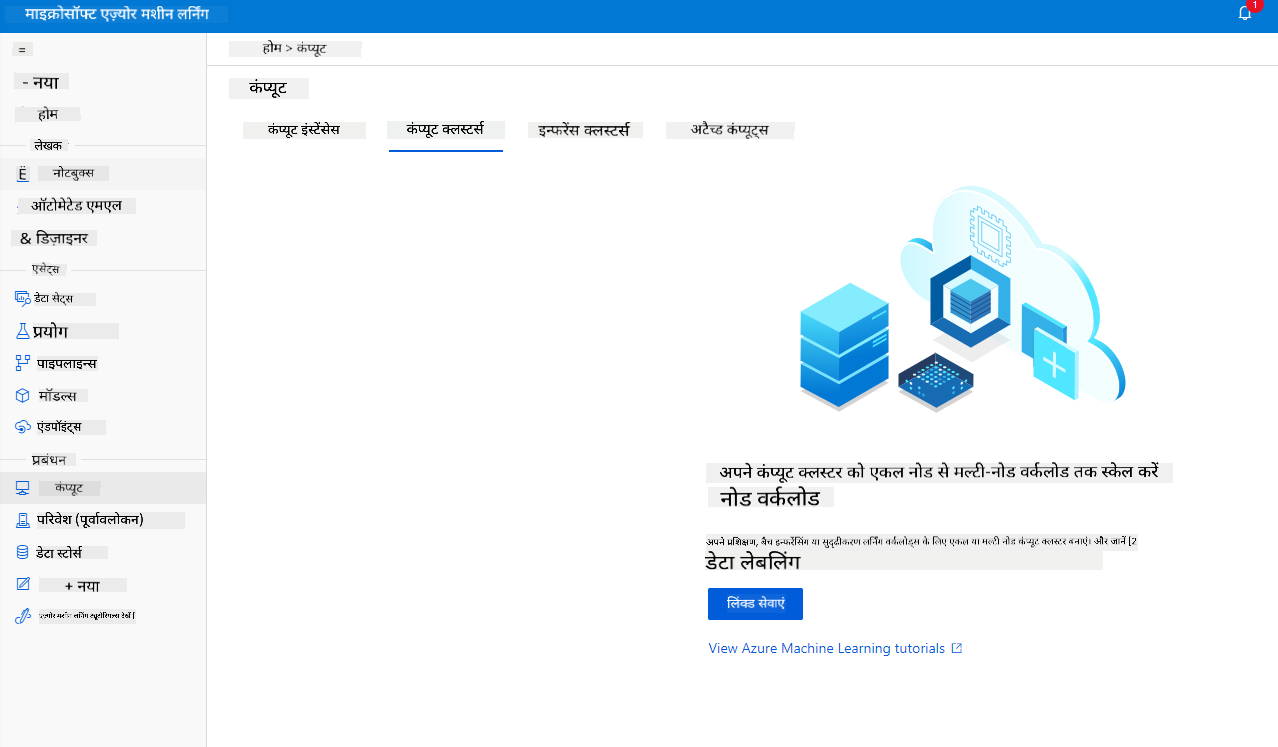 माइक्रोसॉफ्ट एज़्योर मशीन लर्निंग
1
=
होम > कंप्यूट
- नया
होम
लेखक
नोटबुक्स
ऑटोमेटेड एमएल
& डिज़ाइनर
एसेट्स
डेटा सेट्स
प्रयोग
पाइपलाइन्स
मॉडल्स
एंडपॉइंट्स
प्रबंधन
कंप्यूट
परिवेश (पूर्वावलोकन)
डेटा स्टोर्स
+ नया
कंप्यूट
कंप्यूट इंस्टेंसेस
कंप्यूट क्लस्टर्स
इन्फरेंस क्लस्टर्स
अटैच्ड कंप्यूट्स
अपने कंप्यूट क्लस्टर को एकल नोड से मल्टी-नोड वर्कलोड तक स्केल करें
नोड वर्कलोड
अपने प्रशिक्षण, बैच इन्फरेंसिंग या सुदृढीकरण लर्निंग वर्कलोड्स के लिए एकल या मल्टी नोड कंप्यूट क्लस्टर बनाएं। और जानें [2
डेटा लेबलिंग
लिंक्ड सेवाएं
View Azure Machine Learning tutorials